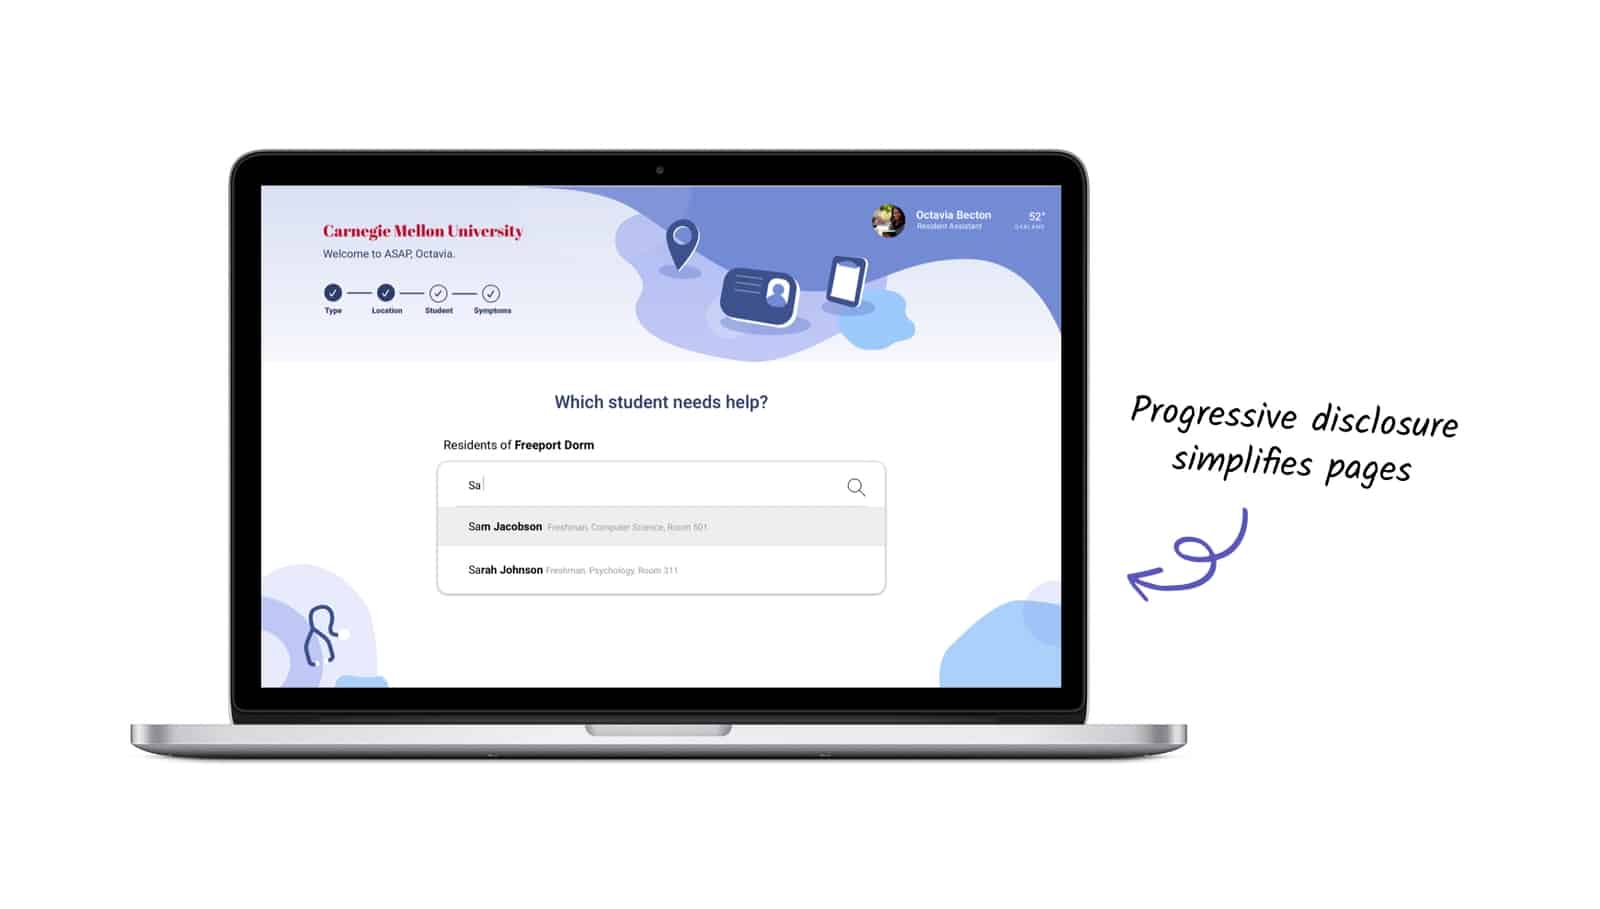 Carnegie Mellon University
Welcome to ASAP, Octavia.
Type Location Student Symptoms
Octavia Becton
Resident Assistant
52°
OAKLAND
Which student needs help?
Residents of Freeport Dorm
Sa
Sam Jacobson Freshman, Computer Science, Room 501
Sarah Johnson Freshman, Psychology, Room 311
Progressive disclosure
simplifies pages